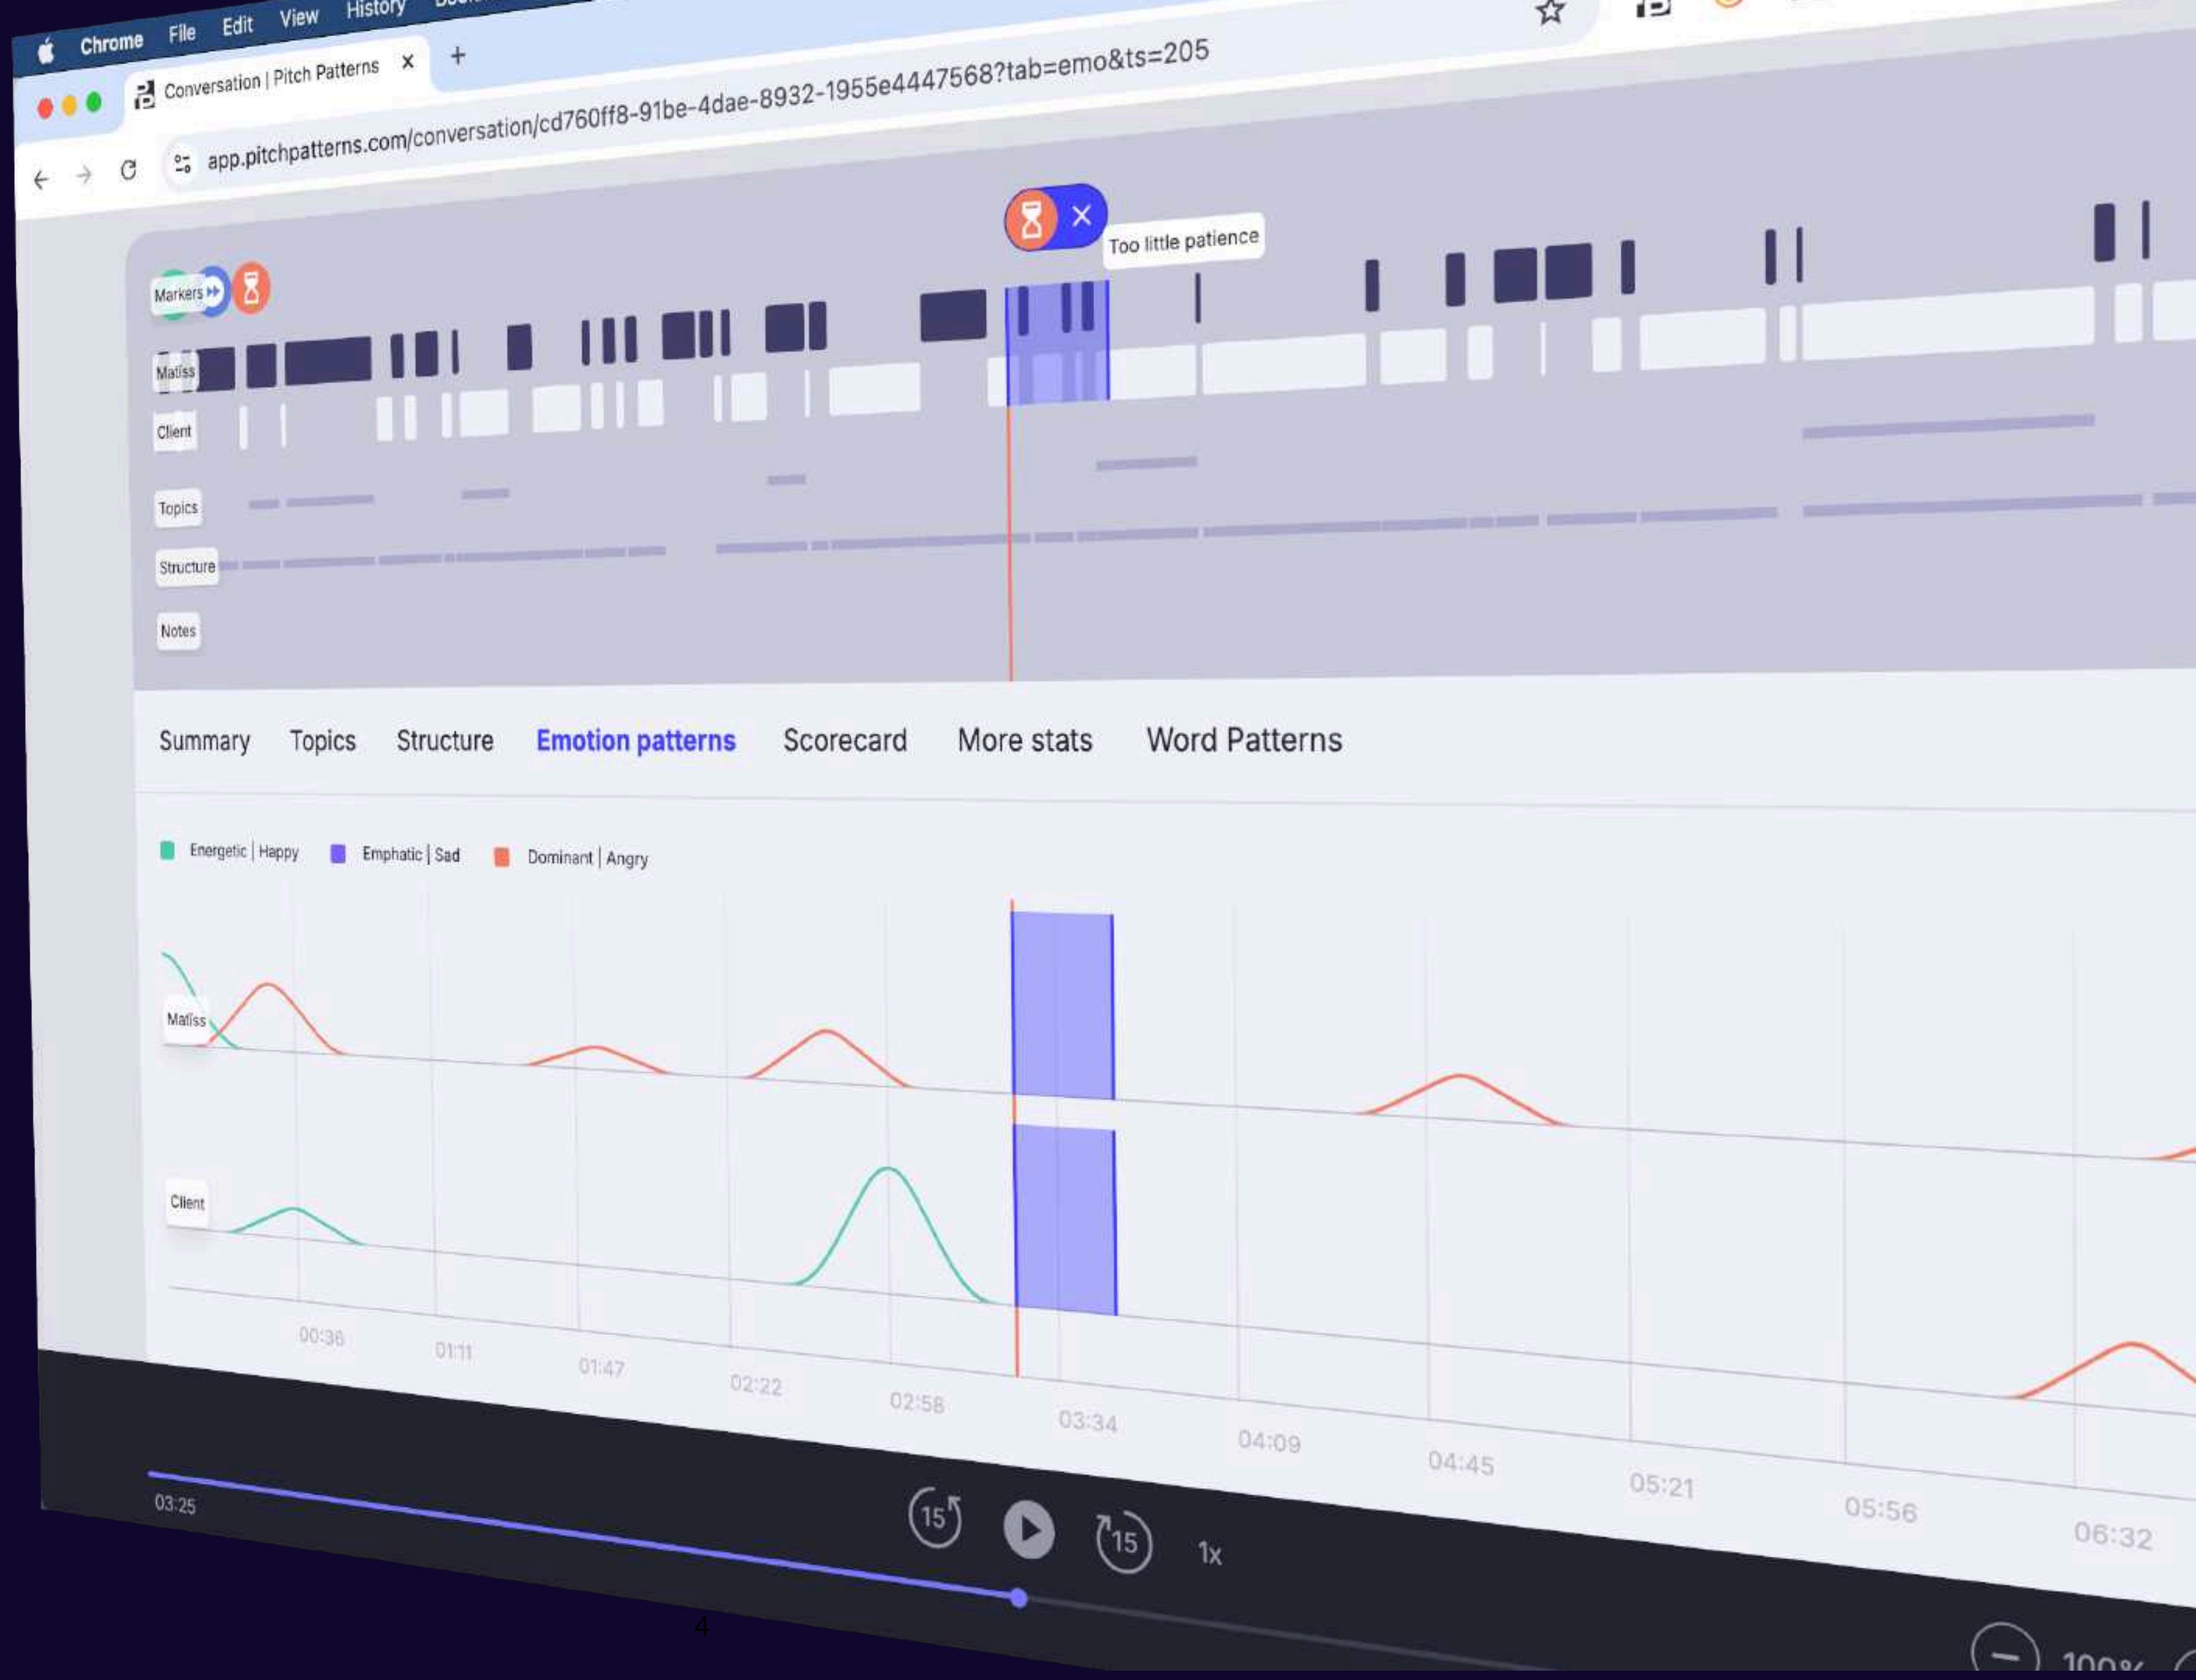 Chrome File Edit View History
Conversation | Pitch Patterns
app.pitchpatterns.com/conversation/cd760ff8-91be-4dae-8932-1955e4447568?tab=emo&ts=205
Too little patience
Markers
Matīss
Client
Topics
Structure
Notes
Summary Topics Structure Emotion patterns Scorecard More stats Word Patterns
Energetic | Happy Emphatic | Sad Dominant | Angry
Matīss
Client
00:36 01:11 01:47 02:22 02:58 03:34 04:09 04:45 05:21 05:56 06:32
03:25
15 15 1x
100%
4